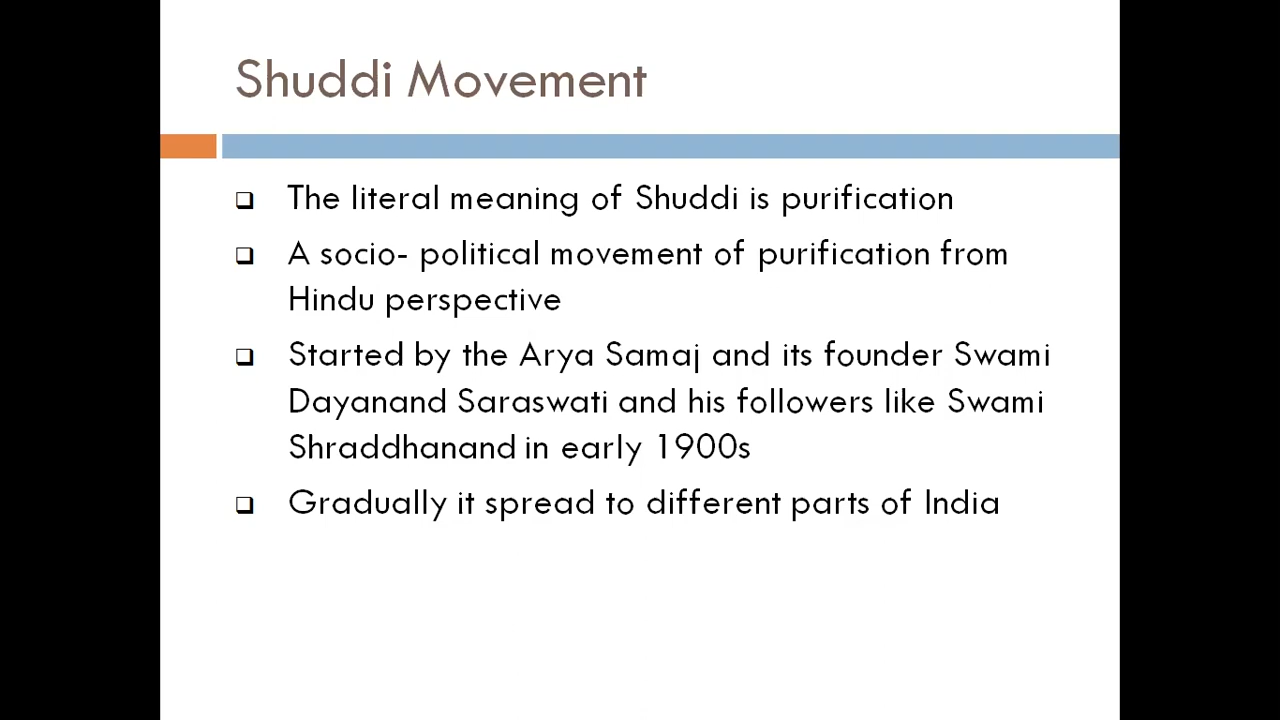 Shuddi Movement
The literal meaning of Shuddi is purification
A socio- political movement of purification from
Hindu perspective
Started by the Arya Samaj and its founder Swami
Dayanand Saraswati and his followers like Swami
Shraddhanand in early 1900s
Gradually it spread to different parts of India